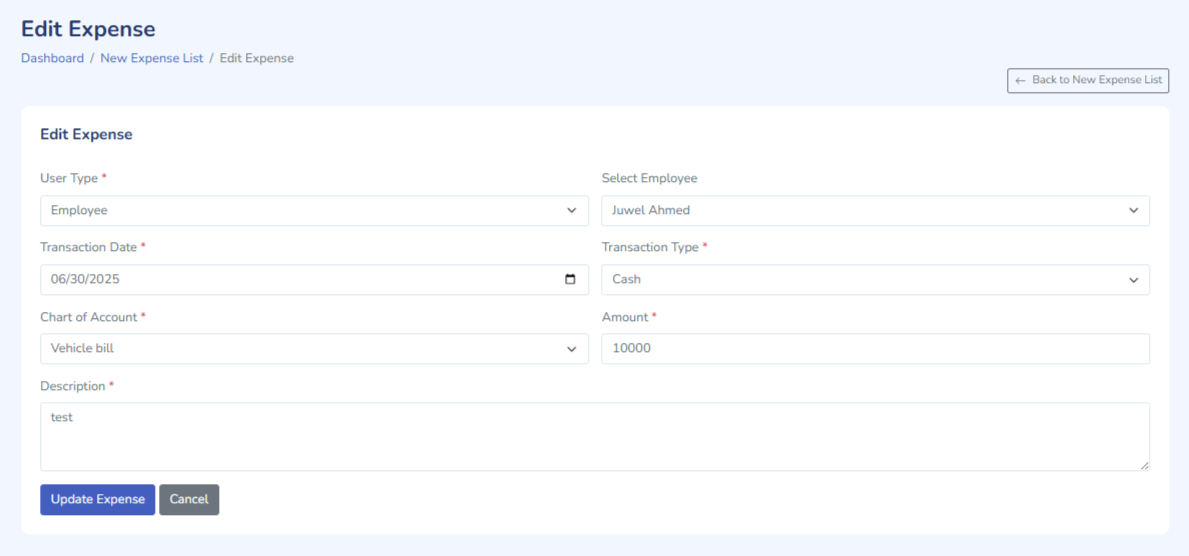 Edit Expense
Dashboard / New Expense List / Edit Expense
← Back to New Expense List
Edit Expense
User Type *
Select Employee
Employee
Juwel Ahmed
Transaction Date *
Transaction Type *
06/30/2025
Cash
Chart of Account *
Amount *
Vehicle bill
10000
Description *
test
Update Expense
Cancel